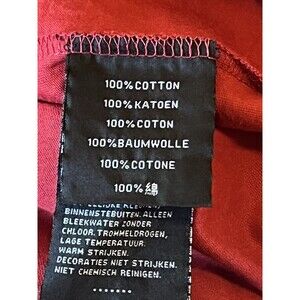 100%COTTON
100%KATOEN
100%COTON
100%BAUMWOLLE
100%COTONE
100%綿
BINNENSTEBUITEN. ALLEEN
BLEEKWATER ZONDER
CHLOOR. TROMMELDROGEN,
LAGE TEMPERATUUR.
WARM STRIJKEN.
DECORATIES NIET STRIJKEN.
NIET CHEMISCH REINIGEN.